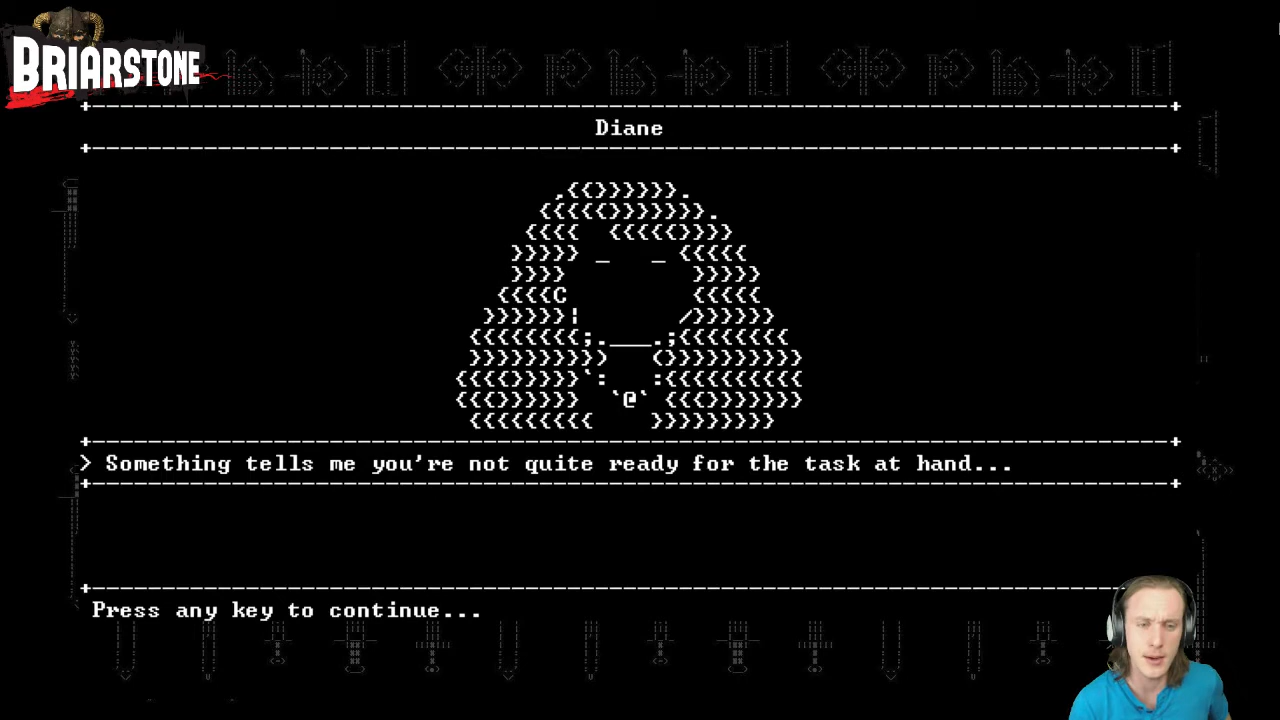 BRIARSTONE
Diane
> Something tells me you're not quite ready for the task at hand...
Press any key to continue...